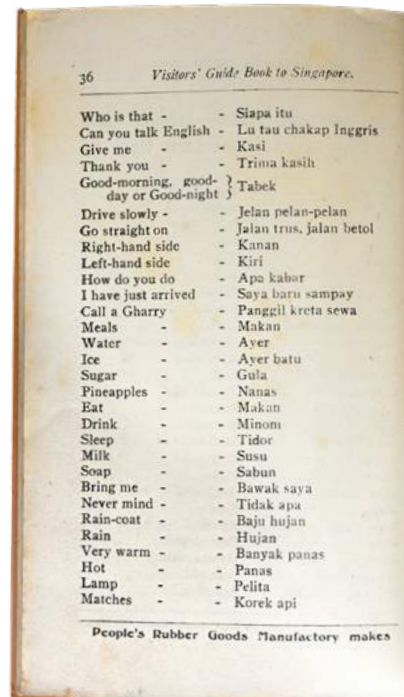 36 Visitors' Guide Book to Singapore.
Who is that - - Siapa itu
Can you talk English - Lu tau chakap Inggris
Give me - - Kasi
Thank you - - Trima kasih
Good-morning, good- } Tabek
day or Good-night }
Drive slowly - - Jelan pelan-pelan
Go straight on - Jalan trus, jalan betol
Right-hand side - Kanan
Left-hand side - Kiri
How do you do - Apa kabar
I have just arrived - Saya baru sampay
Call a Gharry - Panggil kreta sewa
Meals - - Makan
Water - - Ayer
Ice - - Ayer batu
Sugar - - Gula
Pineapples - - Nanas
Eat - - Makan
Drink - - Minom
Sleep - - Tidor
Milk - - Susu
Soap - - Sabun
Bring me - - Bawak saya
Never mind - - Tidak apa
Rain-coat - - Baju hujan
Rain - - Hujan
Very warm - - Banyak panas
Hot - - Panas
Lamp - - Pelita
Matches - - Korek api
People's Rubber Goods Manufactory makes